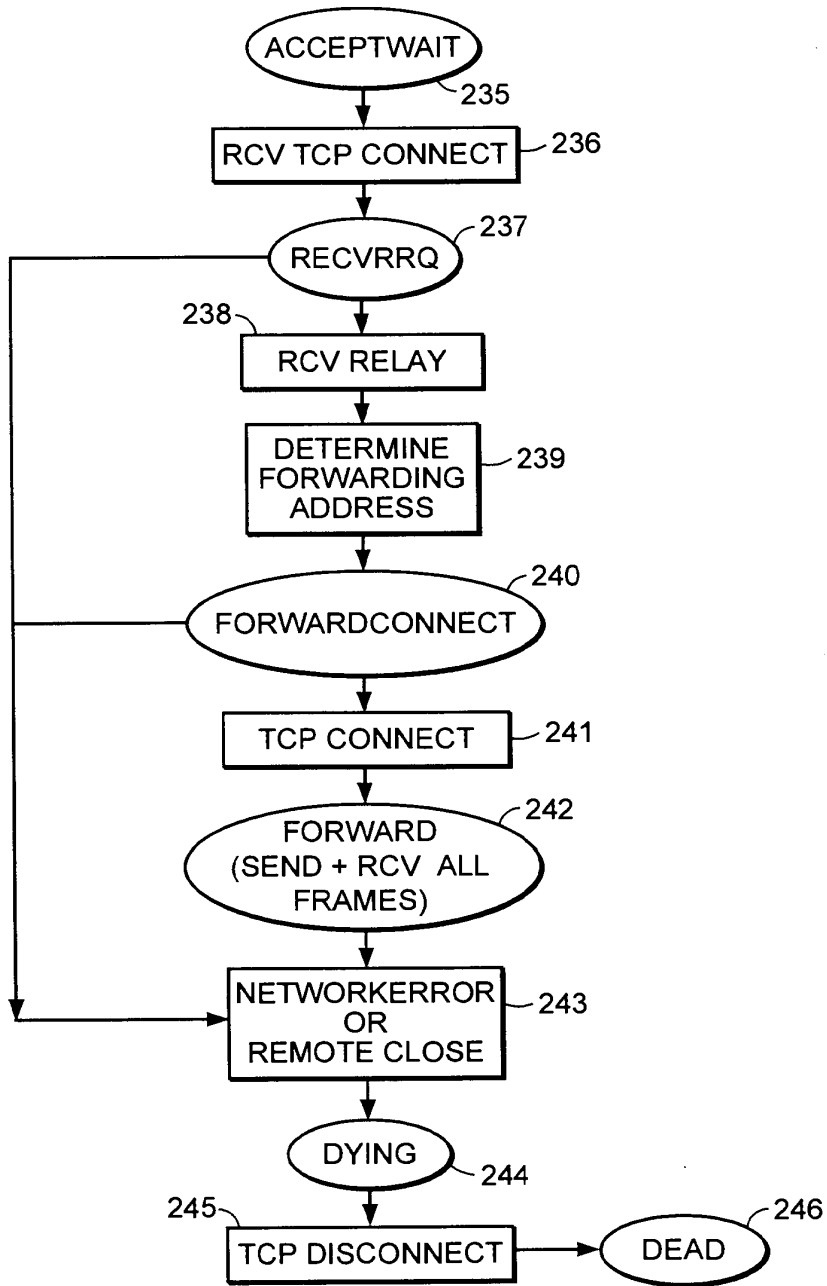 ACCEPTWAIT
235
RCV TCP CONNECT
236
237
RECVRRQ
238
RCV RELAY
DETERMINE
FORWARDING
ADDRESS
239
240
FORWARDCONNECT
TCP CONNECT
241
242
FORWARD
(SEND + RCV ALL
FRAMES)
NETWORKERROR
OR
REMOTE CLOSE
243
DYING
244
245
TCP DISCONNECT
246
DEAD